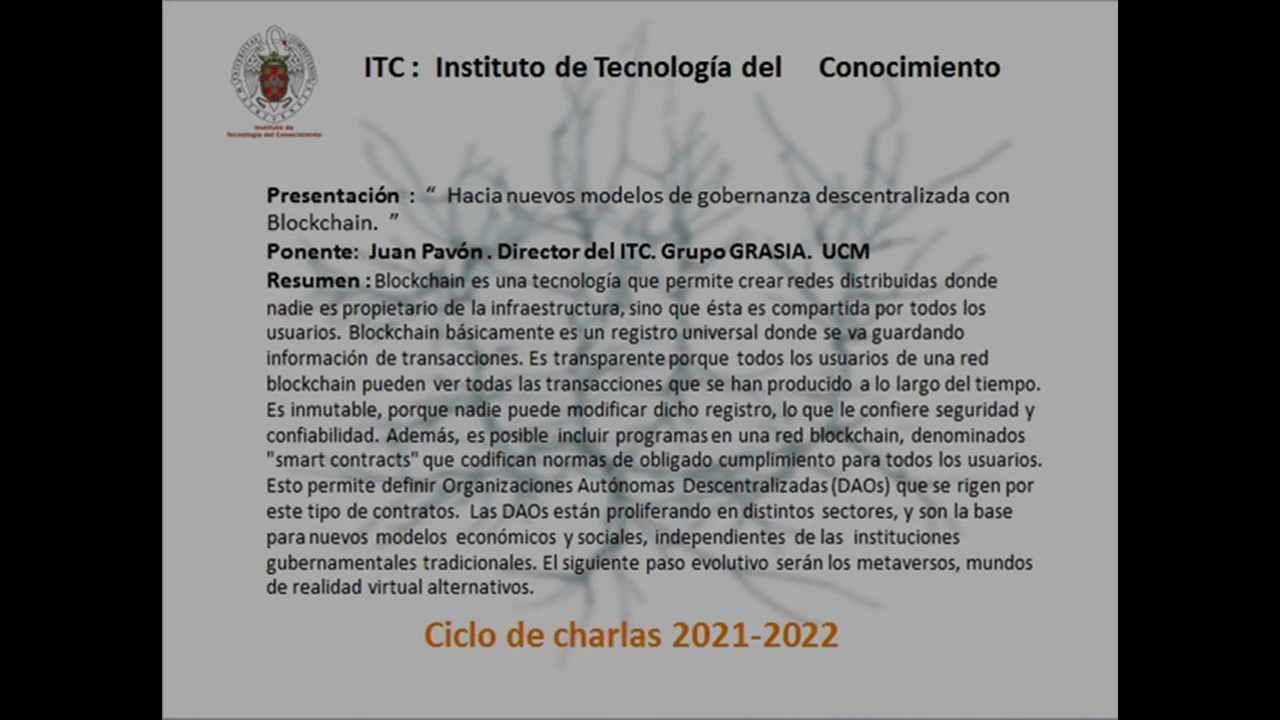 ITC : Instituto de Tecnología del Conocimiento
Instituto de
Tecnología del Conocimiento
Presentación : “ Hacia nuevos modelos de gobernanza descentralizada con
Blockchain. ”
Ponente: Juan Pavón . Director del ITC. Grupo GRASIA. UCM
Resumen : Blockchain es una tecnología que permite crear redes distribuidas donde
nadie es propietario de la infraestructura, sino que ésta es compartida por todos los
usuarios. Blockchain básicamente es un registro universal donde se va guardando
información de transacciones. Es transparente porque todos los usuarios de una red
blockchain pueden ver todas las transacciones que se han producido a lo largo del tiempo.
Es inmutable, porque nadie puede modificar dicho registro, lo que le confiere seguridad y
confiabilidad. Además, es posible incluir programas en una red blockchain, denominados
"smart contracts" que codifican normas de obligado cumplimiento para todos los usuarios.
Esto permite definir Organizaciones Autónomas Descentralizadas (DAOs) que se rigen por
este tipo de contratos. Las DAOs están proliferando en distintos sectores, y son la base
para nuevos modelos económicos y sociales, independientes de las instituciones
gubernamentales tradicionales. El siguiente paso evolutivo serán los metaversos, mundos
de realidad virtual alternativos.
Ciclo de charlas 2021-2022